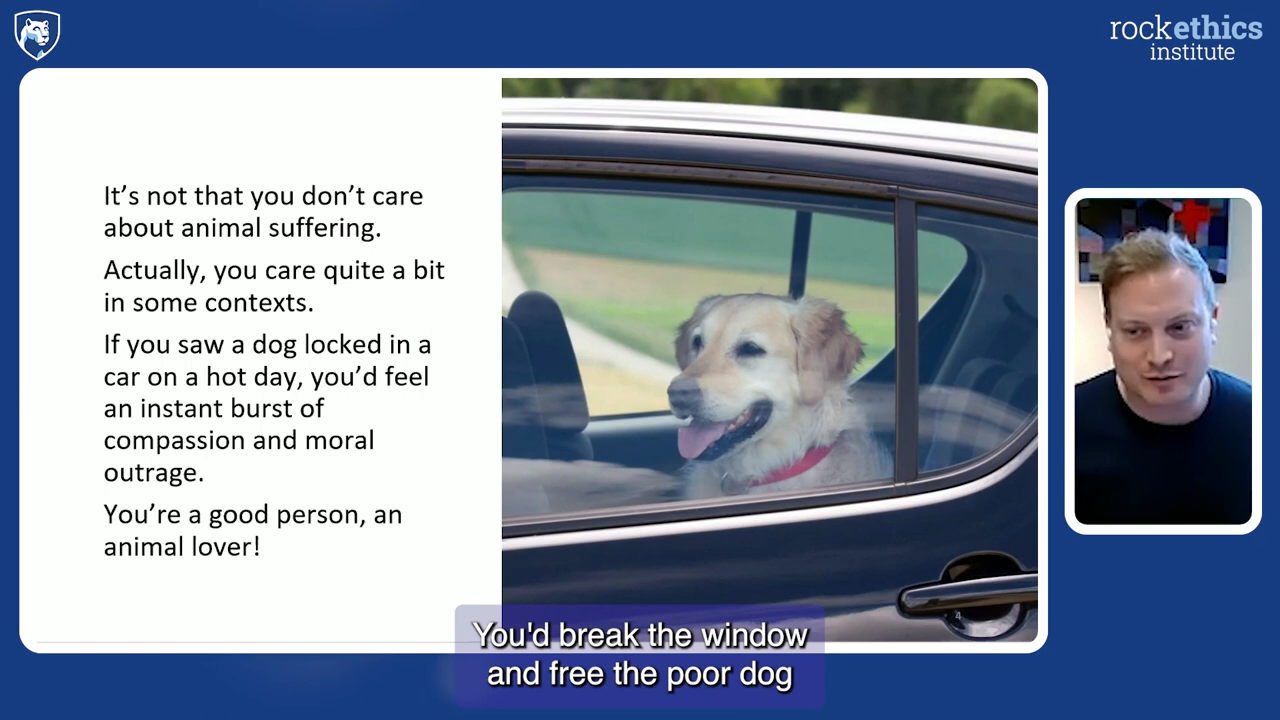 rockethics
institute
It's not that you don't care
about animal suffering.
Actually, you care quite a bit
in some contexts.
If you saw a dog locked in a
car on a hot day, you'd feel
an instant burst of
compassion and moral
outrage.
You're a good person, an
animal lover!
4
You'd break the window
and free the poor dog